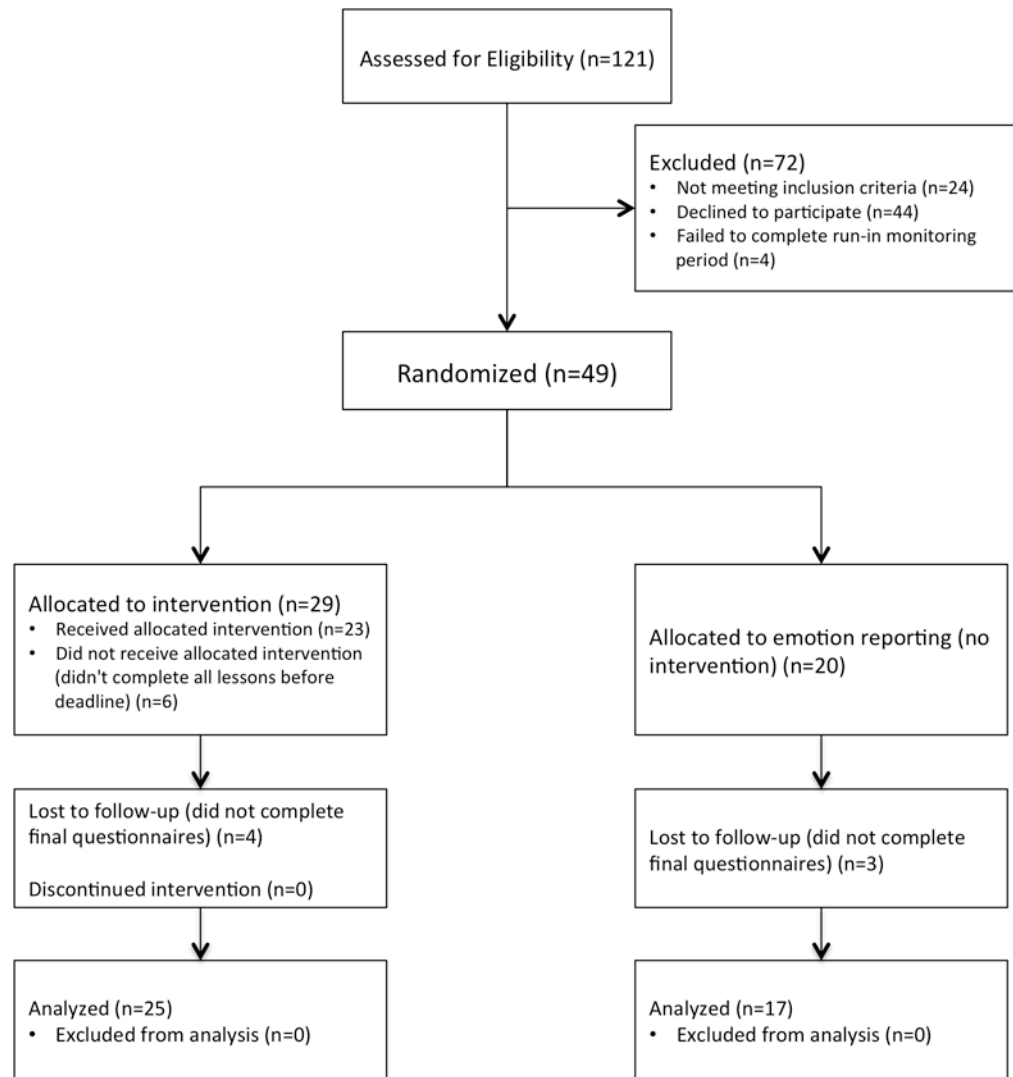 Assessed for Eligibility (n=121)
Excluded (n=72)
• Not meeting inclusion criteria (n=24)
• Declined to participate (n=44)
• Failed to complete run-in monitoring
period (n=4)
Randomized (n=49)
Allocated to intervention (n=29)
• Received allocated intervention (n=23)
• Did not receive allocated intervention
(didn't complete all lessons before
deadline) (n=6)
Allocated to emotion reporting (no
intervention) (n=20)
Lost to follow-up (did not complete
final questionnaires) (n=4)
Discontinued intervention (n=0)
Lost to follow-up (did not complete
final questionnaires) (n=3)
Analyzed (n=25)
• Excluded from analysis (n=0)
Analyzed (n=17)
• Excluded from analysis (n=0)